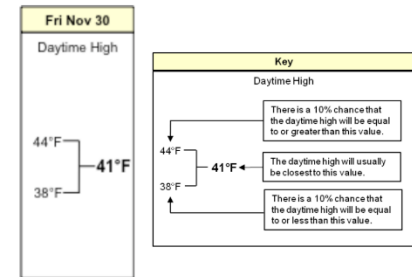 Fri Nov 30
Daytime High
44°F
41°F
38°F
Key
Daytime High
There is a 10% chance that
the daytime high will be equal
to or greater than this value.
44°F
41°F
The daytime high will usually
be closest to this value.
38°F
There is a 10% chance that
the daytime high will be equal
to or less than this value.